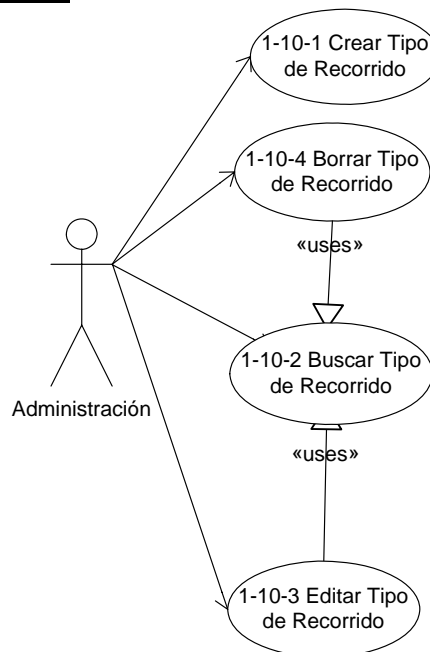 1-10-1 Crear Tipo
de Recorrido
1-10-4 Borrar Tipo
de Recorrido
«uses»
1-10-2 Buscar Tipo
de Recorrido
Administración
«uses»
1-10-3 Editar Tipo
de Recorrido